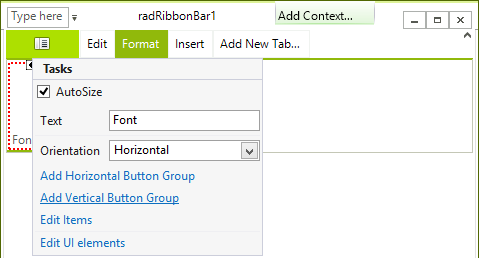 Type here radRibbonBar1 Add Context...
Edit Format Insert Add New Tab...
Tasks
AutoSize
Text Font
Fon
Orientation Horizontal
Add Horizontal Button Group
Add Vertical Button Group
Edit Items
Edit UI elements